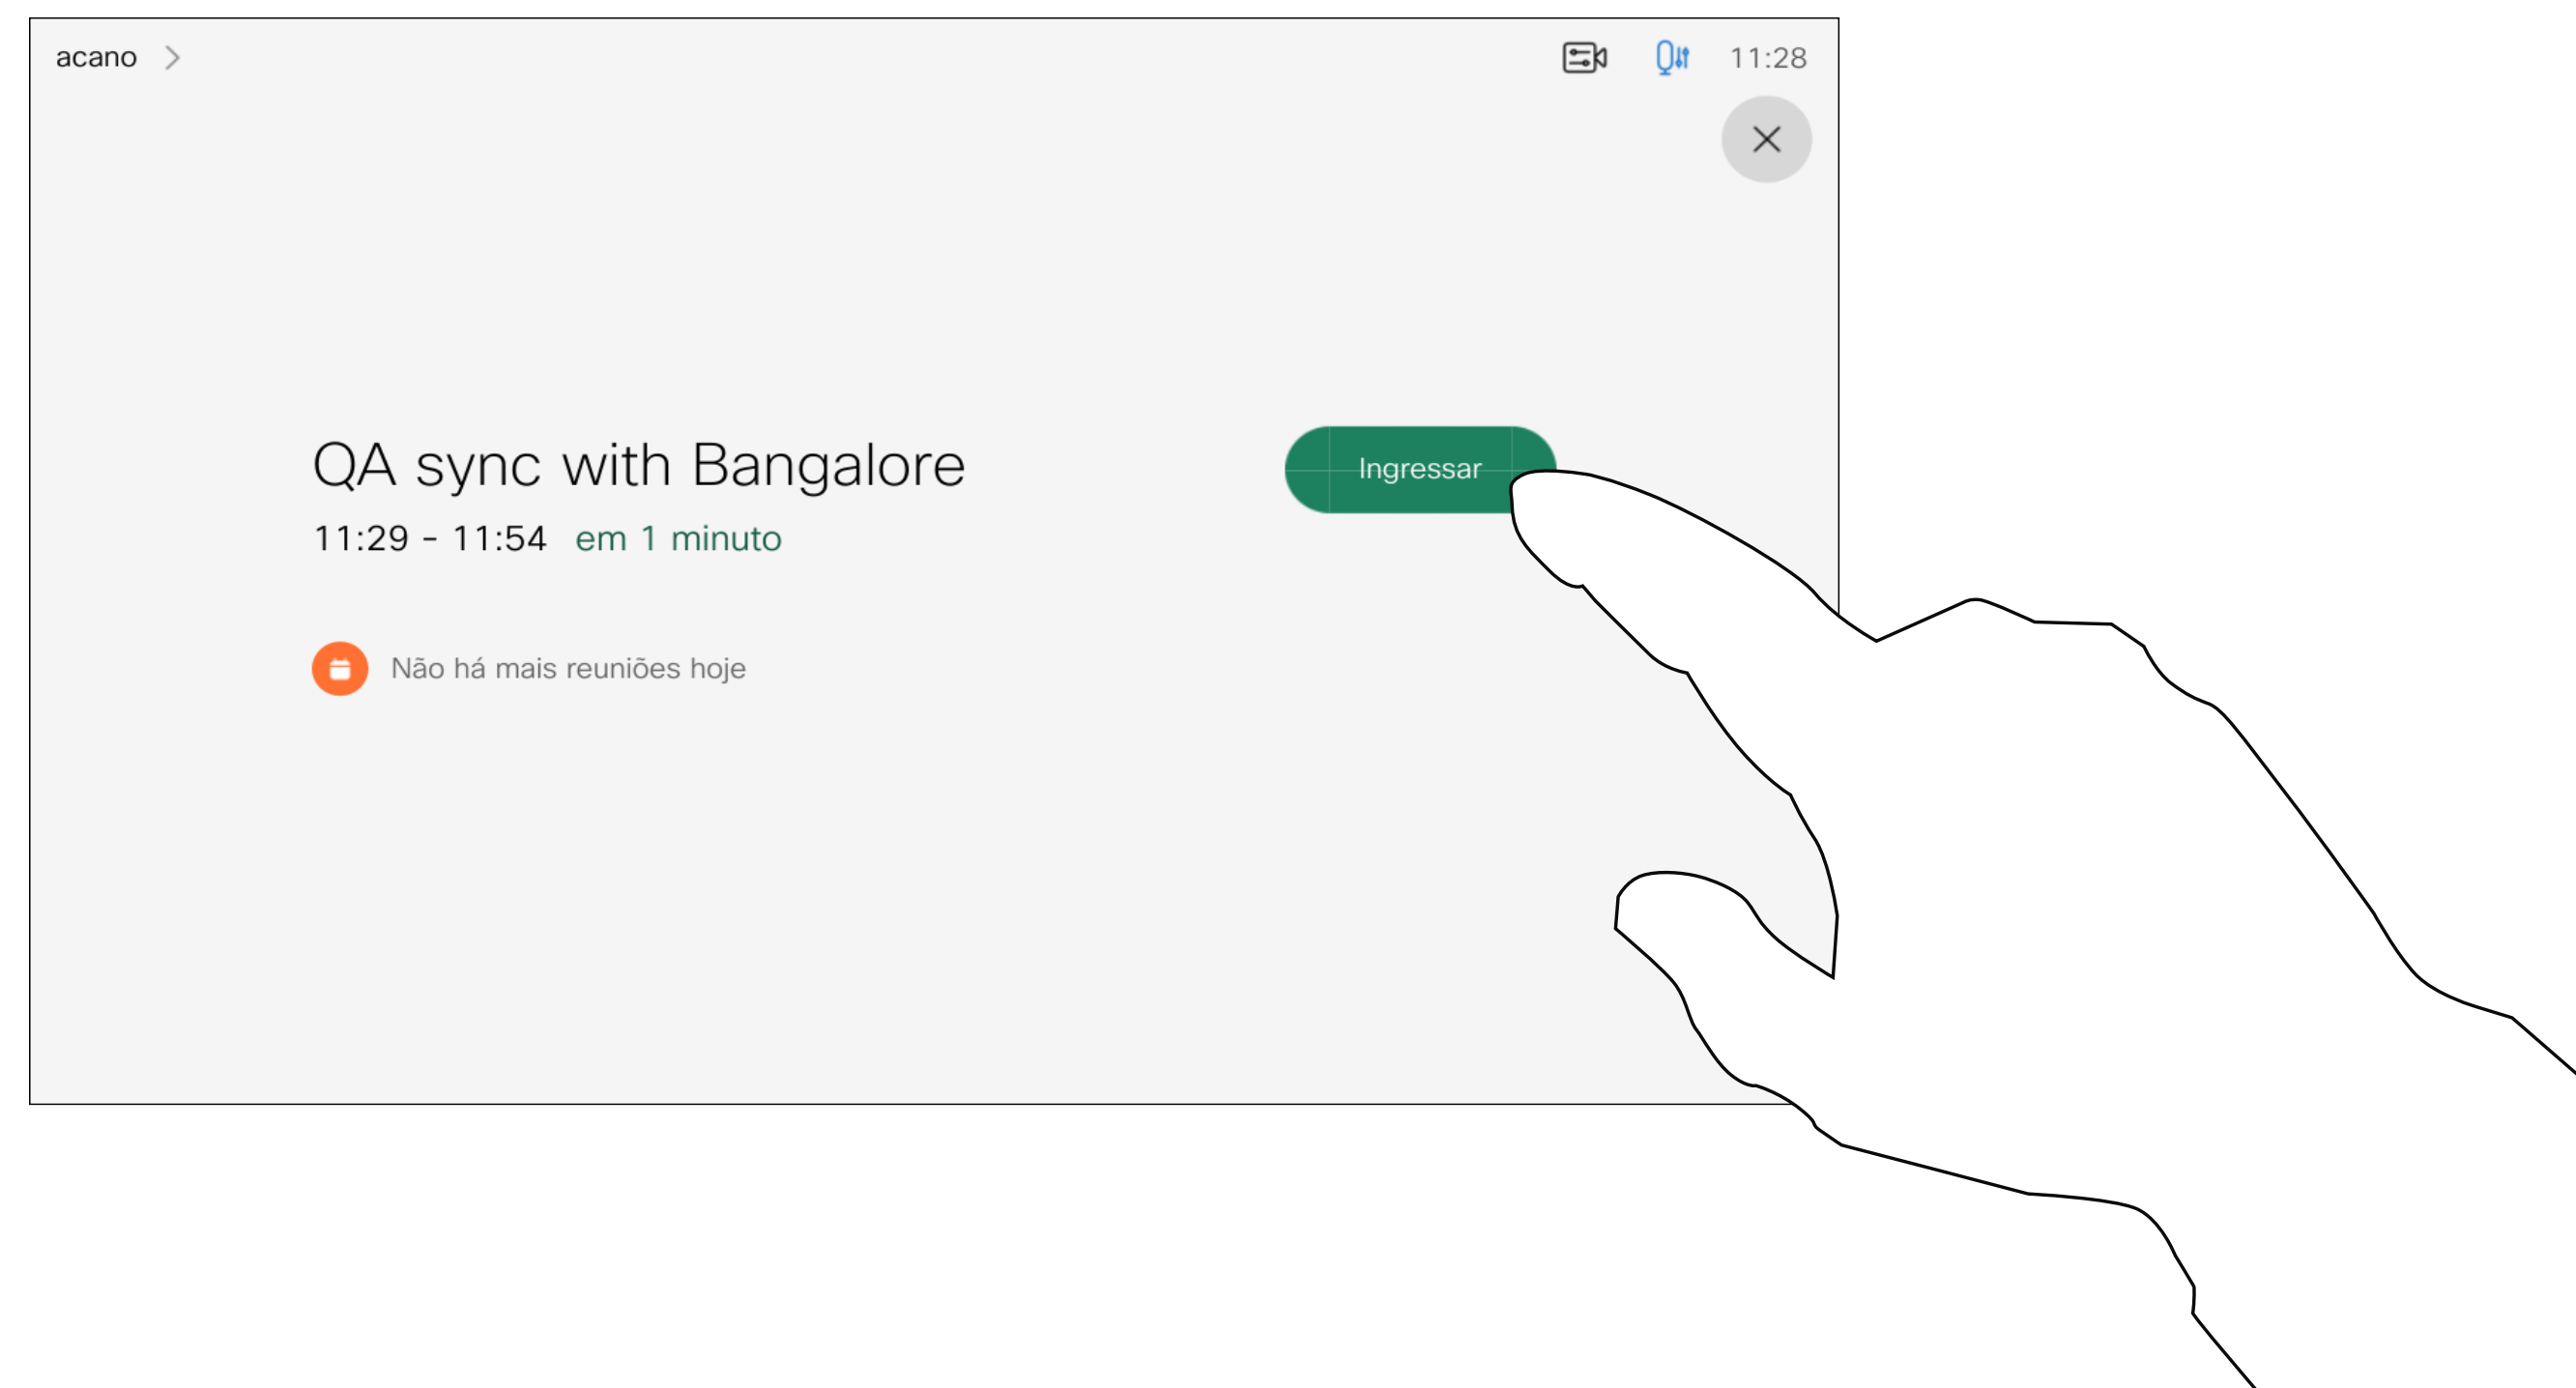 acano
11:28
QA sync with Bangalore
Ingressar
11:29 - 11:54 em 1 minuto
Não há mais reuniões hoje